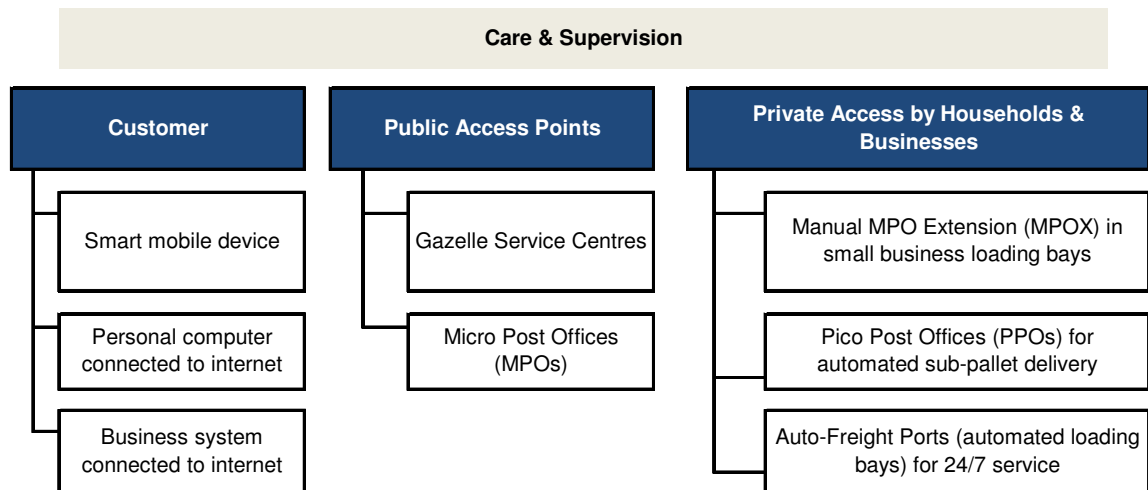 Care & Supervision
Customer
Smart mobile device
Personal computer
connected to internet
Business system
connected to internet
Public Access Points
Gazelle Service Centres
Micro Post Offices
(MPOs)
Private Access by Households &
Businesses
Manual MPO Extension (MPOX) in
small business loading bays
Pico Post Offices (PPOs) for
automated sub-pallet delivery
Auto-Freight Ports (automated loading
bays) for 24/7 service